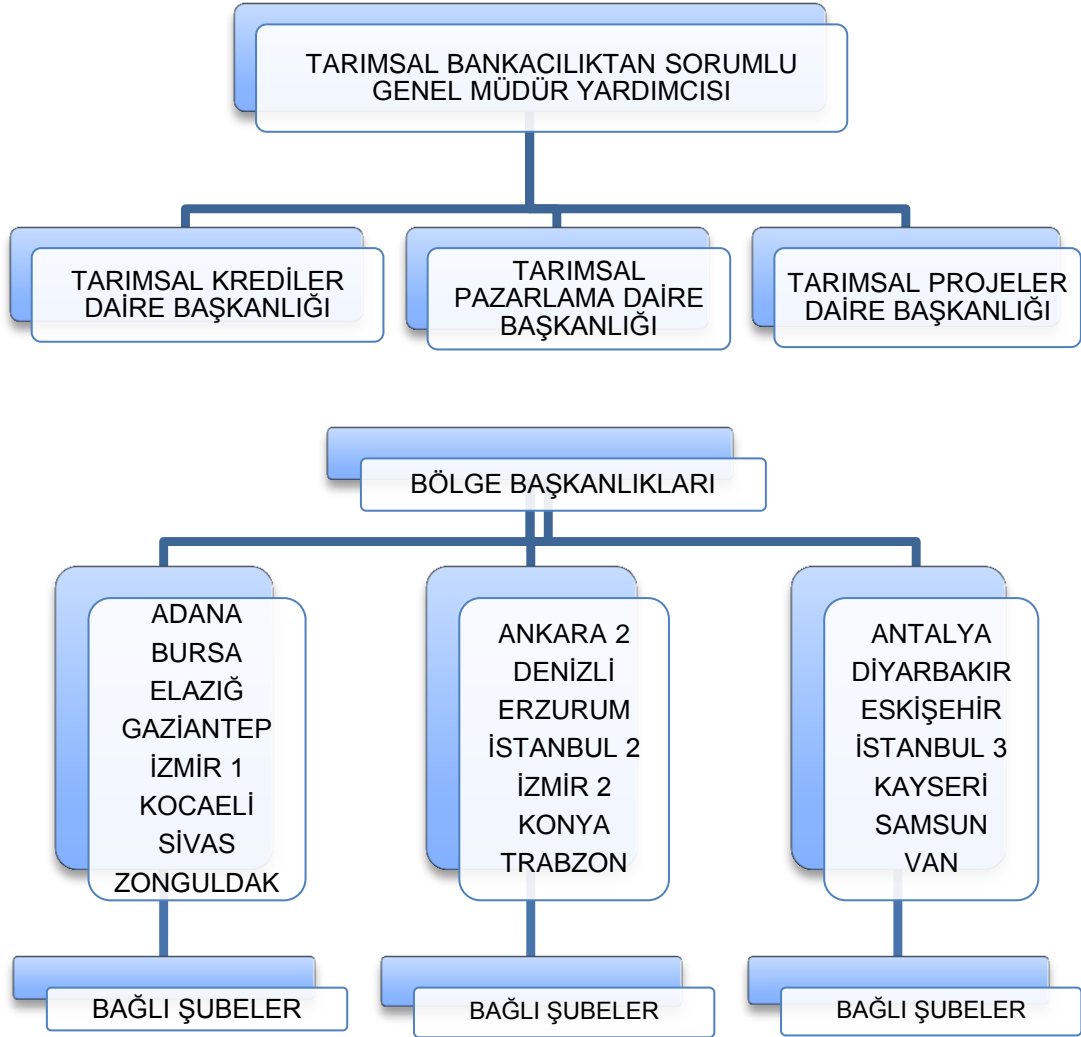 TARIMSAL BANKACILIKTAN SORUMLU
GENEL MÜDÜR YARDIMCISI
TARIMSAL KREDİLER
DAİRE BAŞKANLIĞI
TARIMSAL
PAZARLAMA DAİRE
BAŞKANLIĞI
TARIMSAL PROJELER
DAİRE BAŞKANLIĞI
BÖLGE BAŞKANLIKLARI
ADANA
BURSA
ELAZIĞ
GAZİANTEP
İZMİR 1
KOCAELİ
SİVAS
ZONGULDAK
ANKARA 2
DENİZLİ
ERZURUM
İSTANBUL 2
İZMİR 2
KONYA
TRABZON
ANTALYA
DİYARBAKIR
ESKİŞEHİR
İSTANBUL 3
KAYSERİ
SAMSUN
VAN
BAĞLI ŞUBELER
BAĞLI ŞUBELER
BAĞLI ŞUBELER